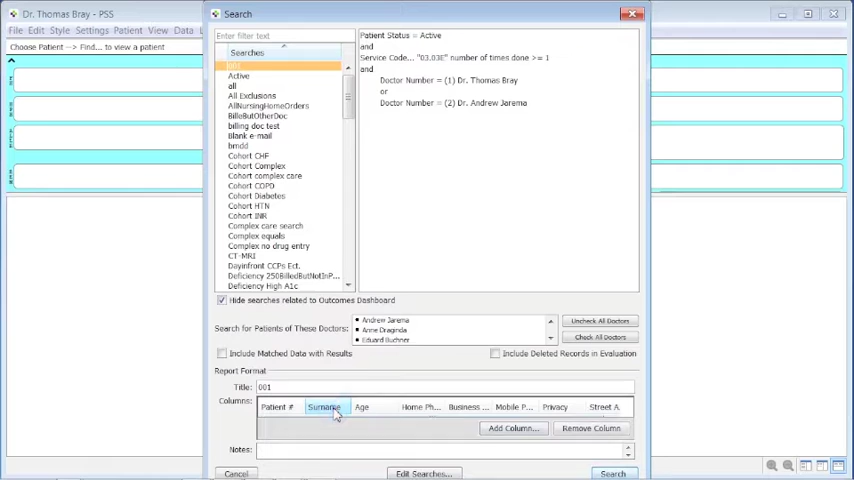 Dr. Thomas Bray - PSS
File Edit Style Settings Patient View Data
Choose Patient --> Find... to view a patient
Search
Enter filter text
Searches
001
Active
all
All Exclusions
AllNursingHomeOrders
BilleButOtherDoc
billing doc test
Blank e-mail
bmdd
Cohort CHF
Cohort Complex
Cohort complex care
Cohort COPD
Cohort Diabetes
Cohort HTN
Cohort INR
Complex care search
Complex equals
Complex no drug entry
CT-MRI
Dayinfront CCPs Ect.
Deficiency 250BilledButNotInP...
Deficiency High A1c
Patient Status = Active
and
Service Code... "03.03E" number of times done >= 1
and
Doctor Number = (1) Dr. Thomas Bray
or
Doctor Number = (2) Dr. Andrew Jarema
Hide searches related to Outcomes Dashboard
Search for Patients of These Doctors:
Andrew Jarema
Anne Draginda
Eduard Buchner
Uncheck All Doctors
Check All Doctors
Include Matched Data with Results
Include Deleted Records in Evaluation
Report Format
Title: 001
Columns: Patient # Surname Age Home Ph... Business ... Mobile P... Privacy Street A
Add Column... Remove Column
Notes:
Cancel Edit Searches... Search